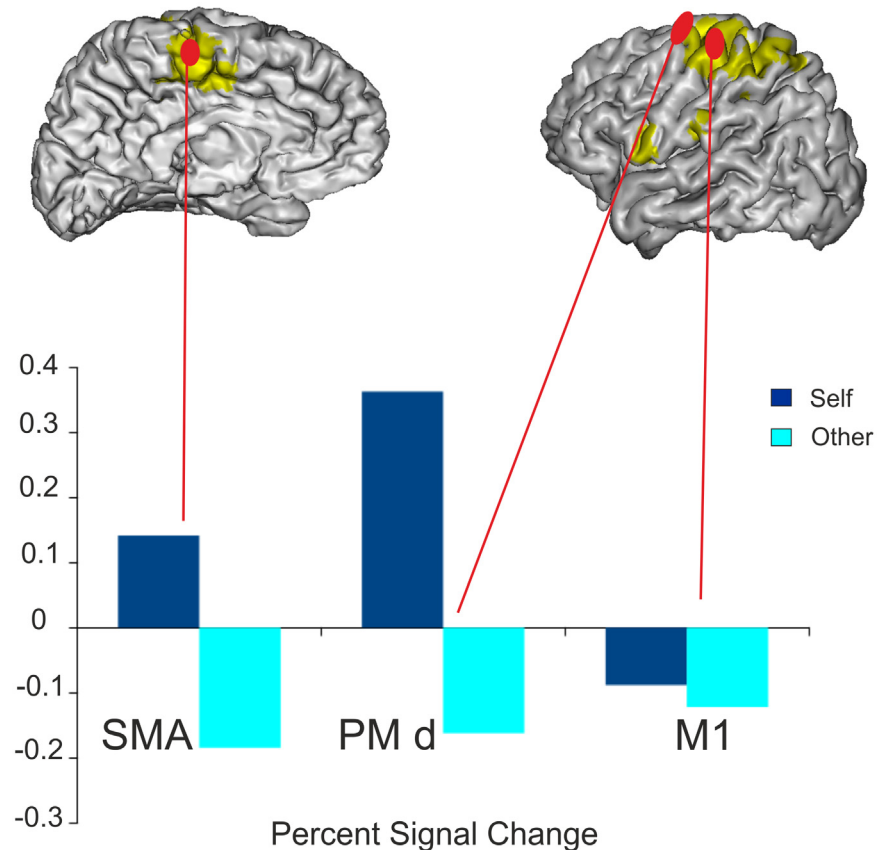 0.4
0.3
0.2
0.1
0
-0.1
-0.2
-0.3
Self
Other
SMA
PM d
M1
Percent Signal Change